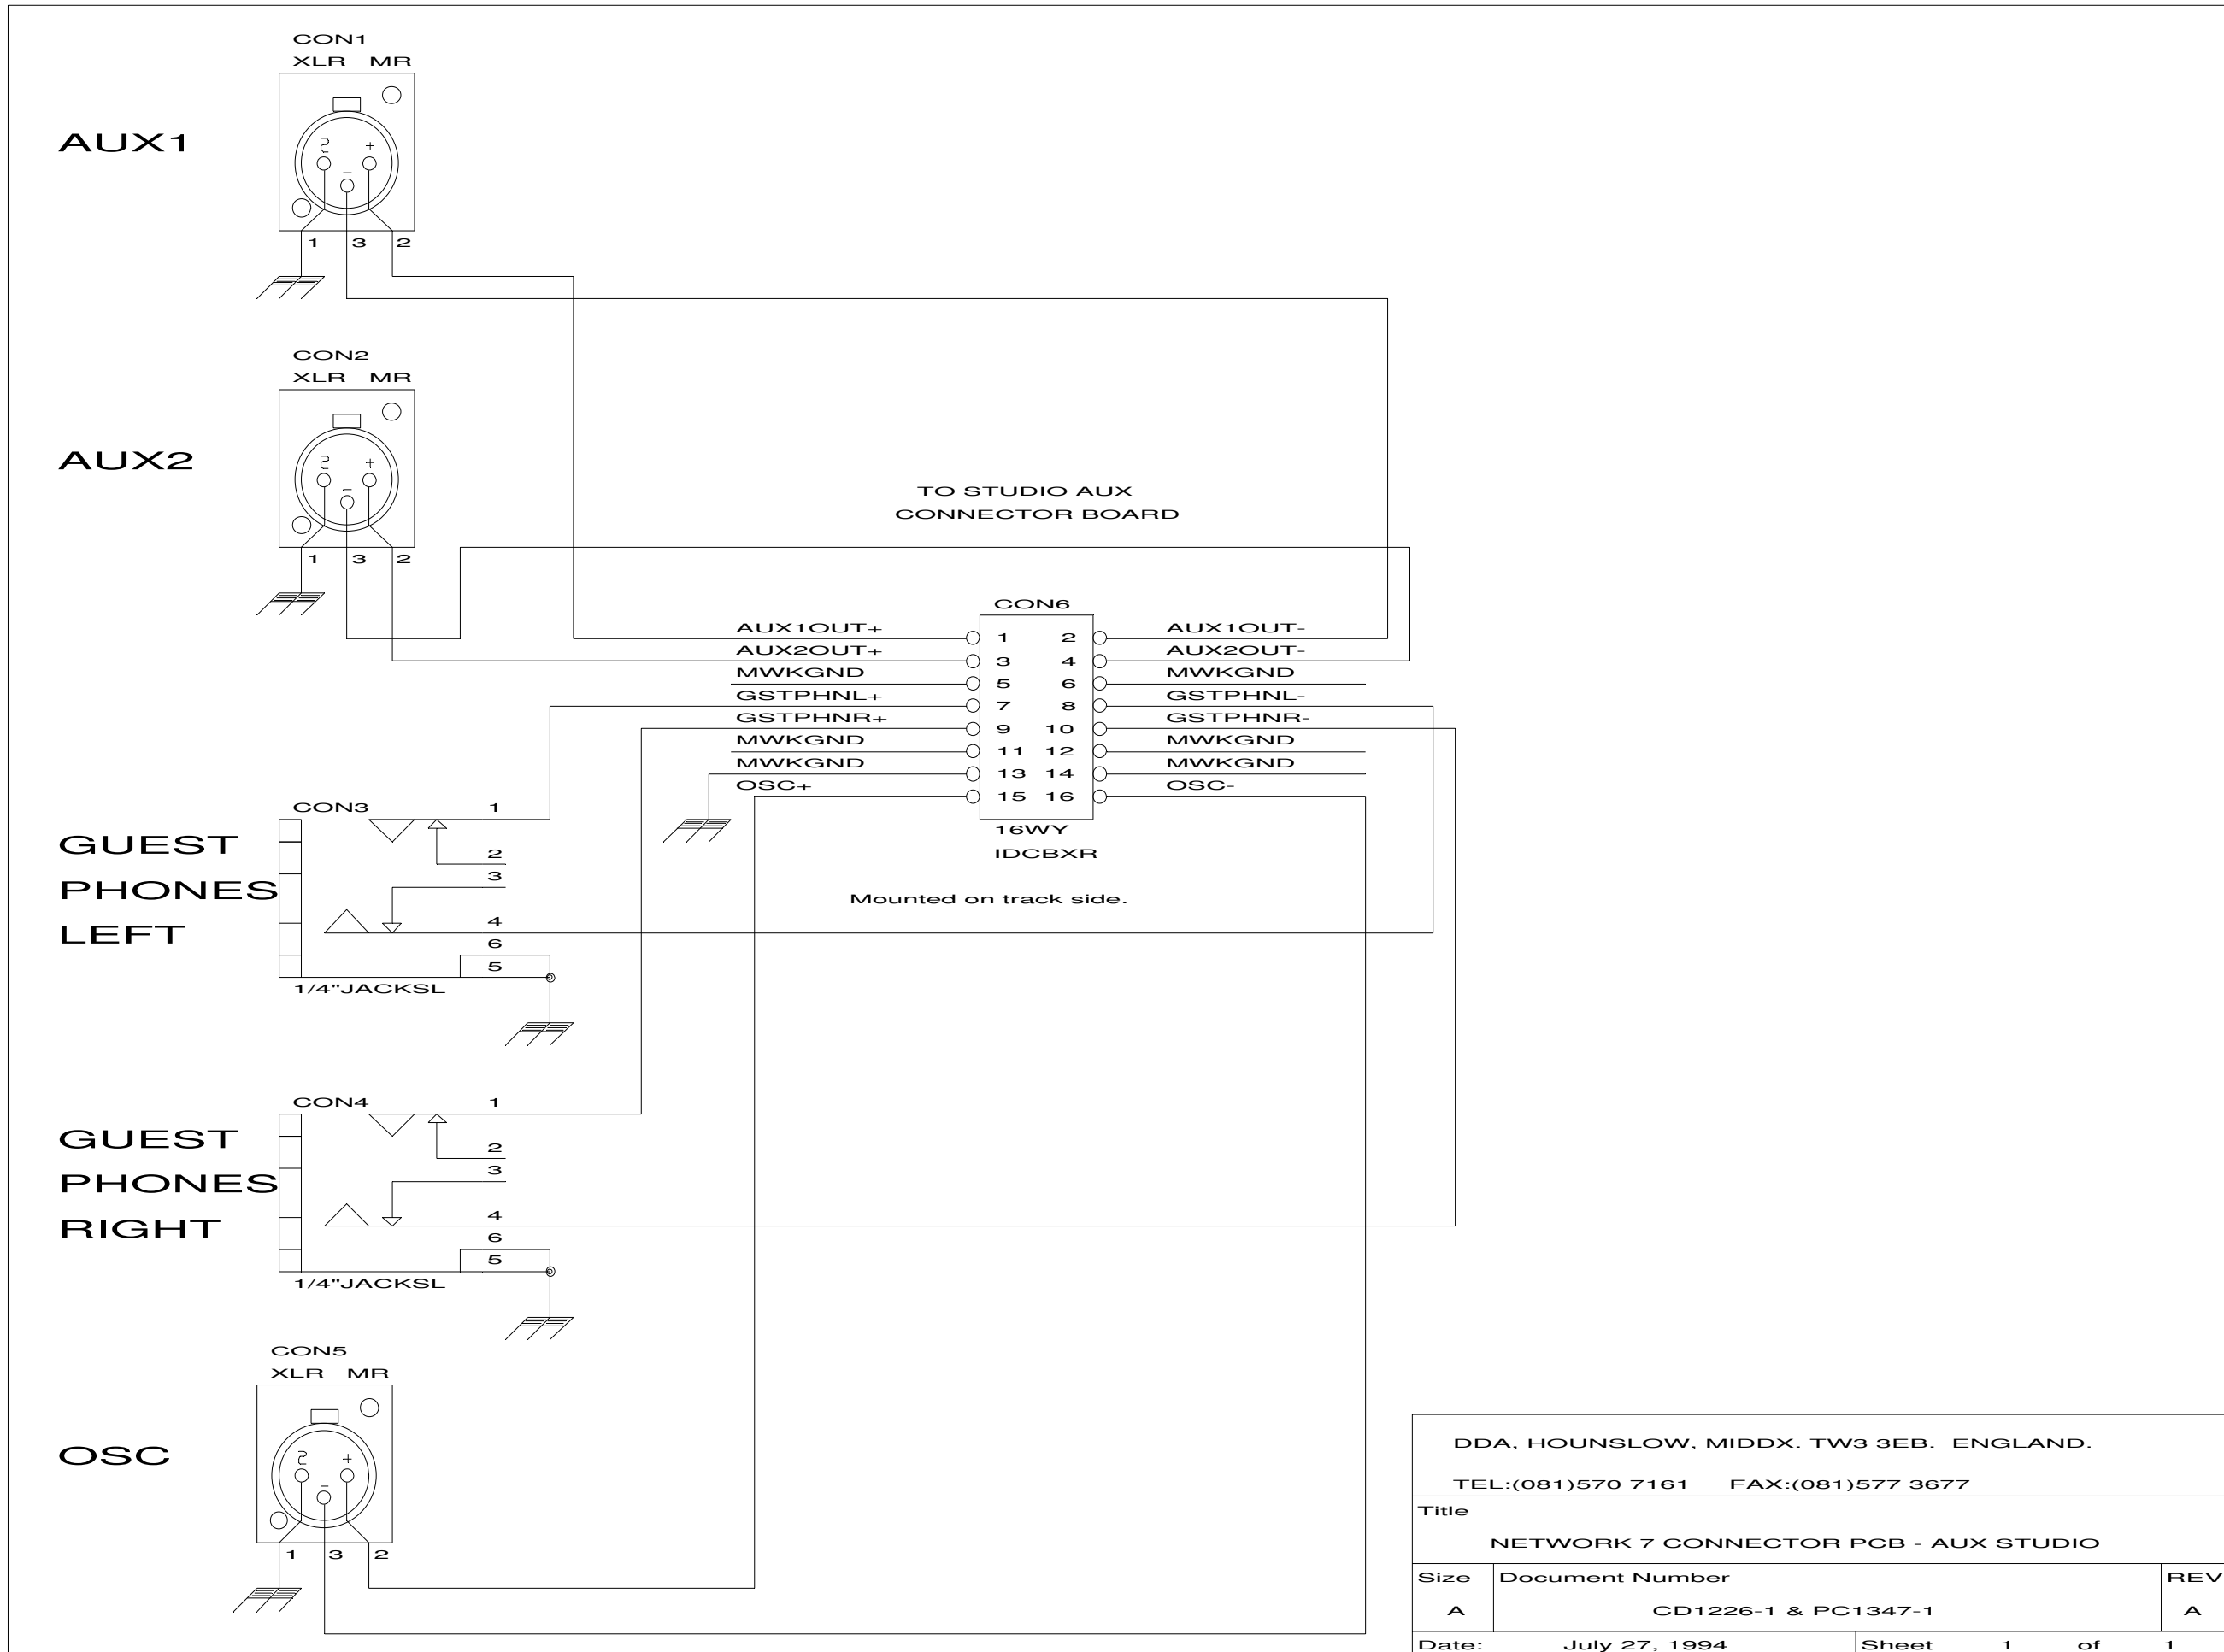 CON1
XLR MR
AUX1
2 +
-
1 3 2
CON2
XLR MR
AUX2
2 +
-
1 3 2
TO STUDIO AUX
CONNECTOR BOARD
CON6
AUX1OUT+ 1 2 AUX1OUT-
AUX2OUT+ 3 4 AUX2OUT-
MWKGND 5 6 MWKGND
GSTPHNL+ 7 8 GSTPHNL-
GSTPHNR+ 9 10 GSTPHNR-
MWKGND 11 12 MWKGND
MWKGND 13 14 MWKGND
OSC+ 15 16 OSC-
16WY
IDCBXR
Mounted on track side.
CON3
1
2
3
4
6
5
GUEST
PHONES
LEFT
1/4"JACKSL
CON4
1
2
3
4
6
5
GUEST
PHONES
RIGHT
1/4"JACKSL
CON5
XLR MR
OSC
2 +
-
1 3 2
DDA, HOUNSLOW, MIDDX. TW3 3EB. ENGLAND.
TEL:(081)570 7161 FAX:(081)577 3677
Title
NETWORK 7 CONNECTOR PCB - AUX STUDIO
Size Document Number REV
A CD1226-1 & PC1347-1 A
Date: July 27, 1994 Sheet 1 of 1